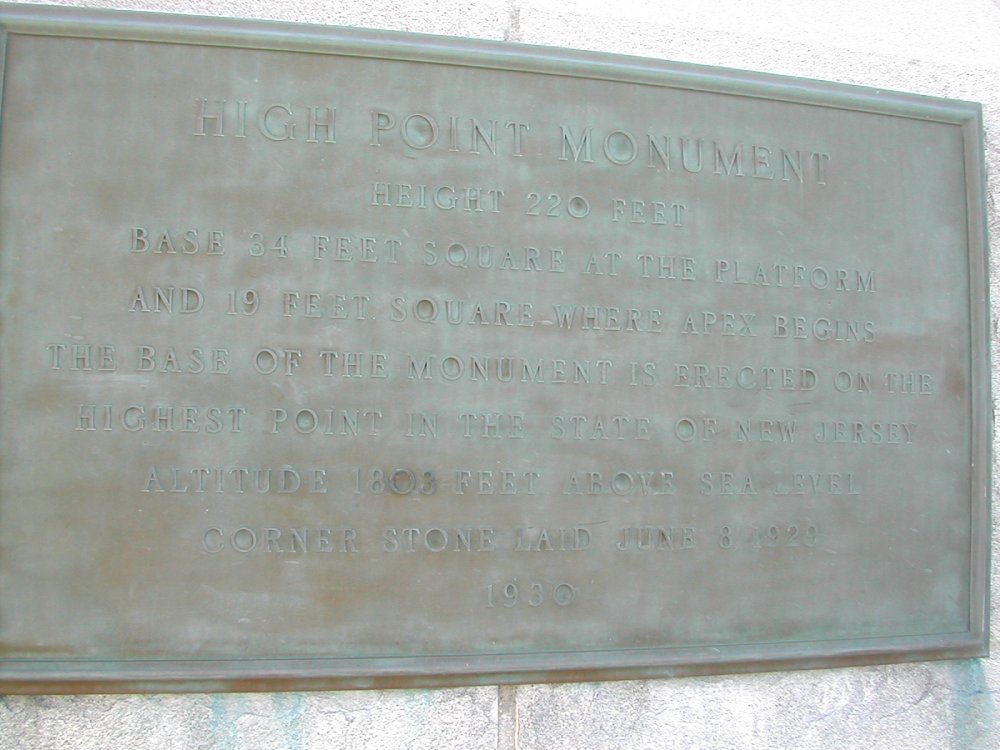 HIGH POINT MONUMENT
HEIGHT 220 FEET
BASE 34 FEET SQUARE AT THE PLATFORM
AND 19 FEET SQUARE WHERE APEX BEGINS
THE BASE OF THE MONUMENT IS ERECTED ON THE
HIGHEST POINT IN THE STATE OF NEW JERSEY
ALTITUDE 1803 FEET ABOVE SEA LEVEL
CORNER STONE LAID JUNE 8, 1929
1930